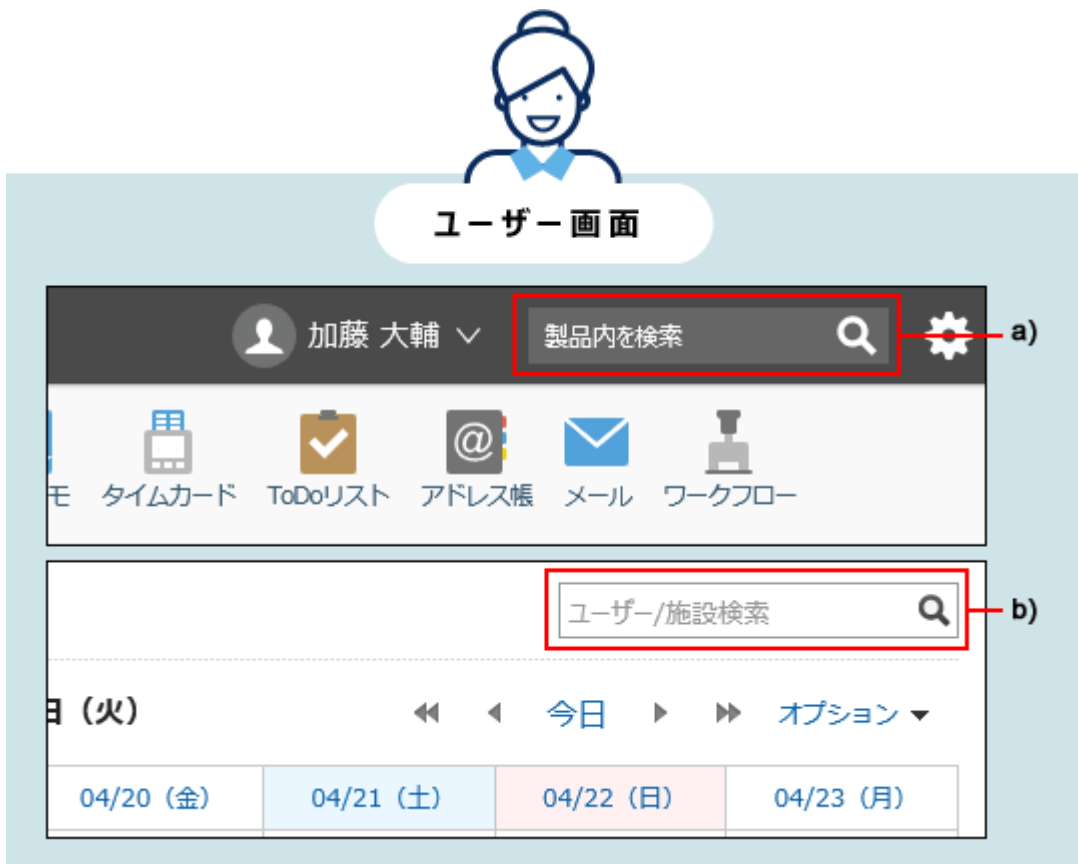 ユーザー画面
加藤 大輔
製品内を検索
a)
モ タイムカード ToDoリスト アドレス帳 メール ワークフロー
ユーザー/施設検索
b)
日（火）
今日
オプション
04/20（金） 04/21（土） 04/22（日） 04/23（月）